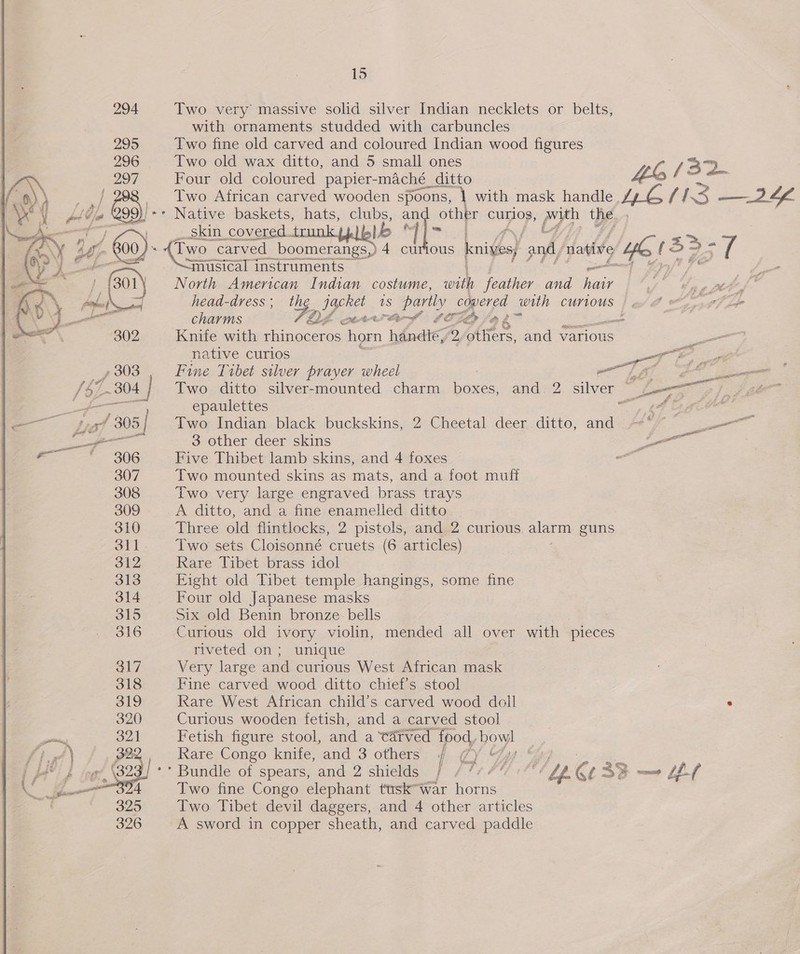 15
294 Two very massive solid silver Indian necklets or belts,
with ornaments studded with carbuncles
295 Two fine old carved and coloured Indian wood figures
296 Two old wax ditto, and 5 small ones
297 Four old coloured papier-mâché ditto
298 Two African carved wooden spoons, 1 with mask handle
299 Native baskets, hats, clubs, and other curios, with the
skin covered trunk
300 Two carved boomerangs, 4 curious knives, and native
musical instruments
301 North American Indian costume, with feather and hair
head-dress; the jacket is partly covered with curious
charms
302 Knife with rhinoceros horn handle, 2 others, and various
native curios
303 Fine Tibet silver prayer wheel
304 Two ditto silver-mounted charm boxes, and 2 silver
epaulettes
305 Two Indian black buckskins, 2 Cheetal deer ditto, and
3 other deer skins
306 Five Thibet lamb skins, and 4 foxes
307 Two mounted skins as mats, and a foot muff
308 Two very large engraved brass trays
309 A ditto, and a fine enamelled ditto
310 Three old flintlocks, 2 pistols, and 2 curious alarm guns
311 Two sets Cloisonné cruets (6 articles)
312 Rare Tibet brass idol
313 Eight old Tibet temple hangings, some fine
314 Four old Japanese masks
315 Six old Benin bronze bells
316 Curious old ivory violin, mended all over with pieces
riveted on; unique
317 Very large and curious West African mask
318 Fine carved wood ditto chief's stool
319 Rare West African child's carved wood doll
320 Curious wooden fetish, and a carved stool
321 Fetish figure stool, and a carved food bowl
322 Rare Congo knife, and 3 others
323 Bundle of spears, and 2 shields
324 Two fine Congo elephant tusk war horns
325 Two Tibet devil daggers, and 4 other articles
326 A sword in copper sheath, and carved paddle